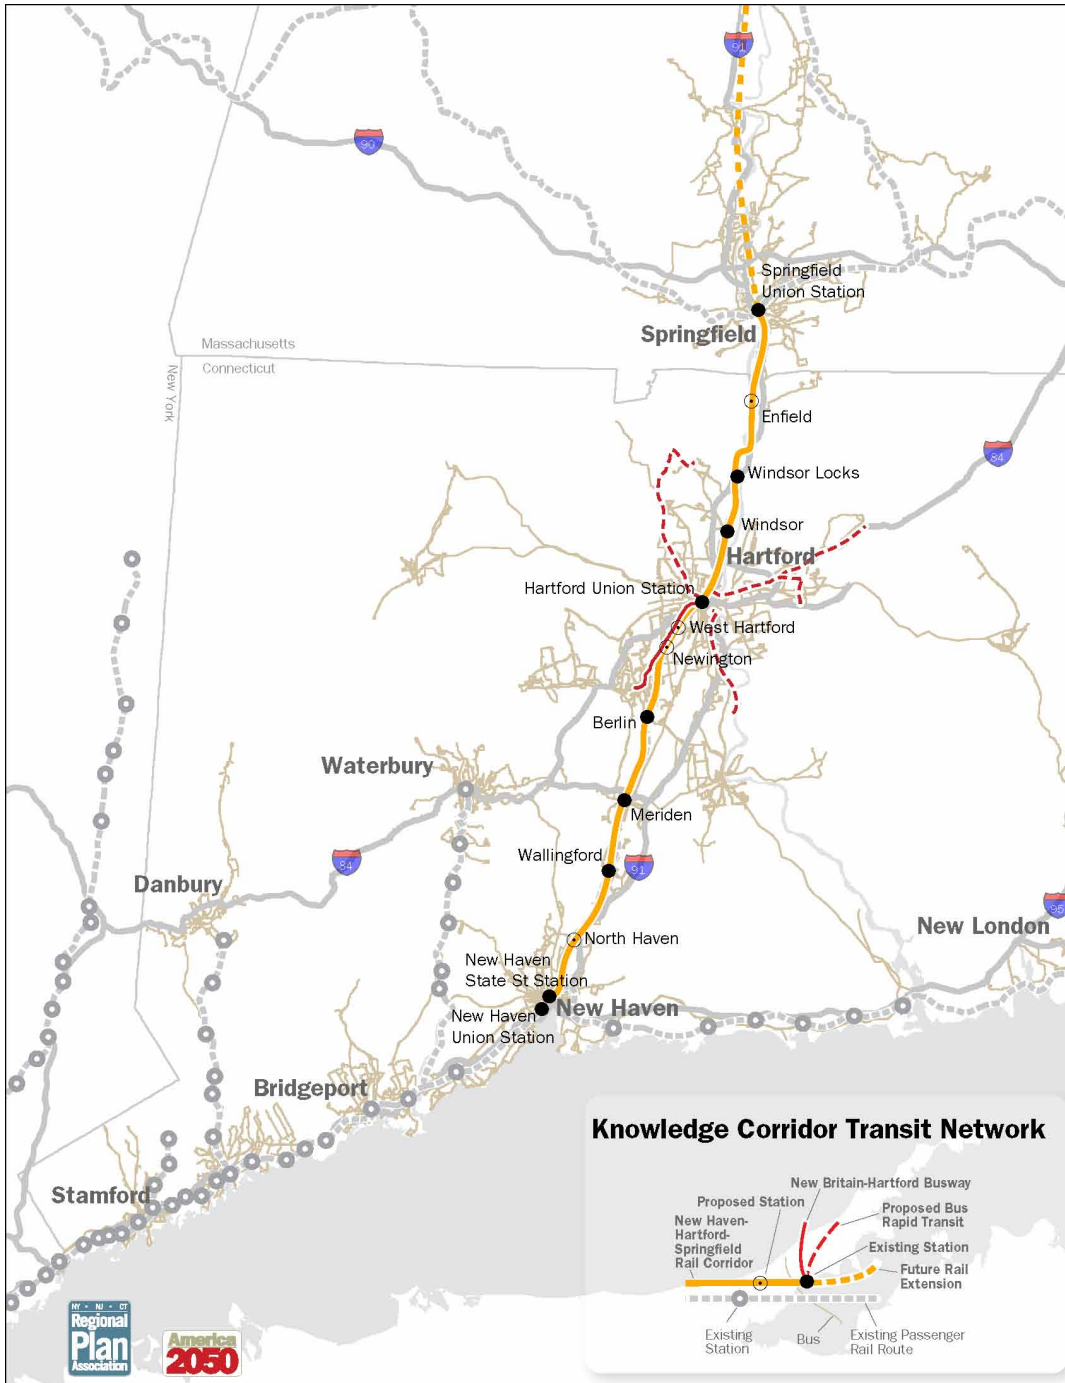 91
90
Springfield
Union Station
Springfield
Massachusetts
Connecticut
New York
Enfield
84
Windsor Locks
Windsor
Hartford
Hartford Union Station
West Hartford
Newington
Berlin
Waterbury
Meriden
Wallingford
84
91
Danbury
95
New London
North Haven
New Haven
State St Station
New Haven
New Haven
Union Station
Bridgeport
Stamford
Knowledge Corridor Transit Network
New Britain-Hartford Busway
Proposed Station
Proposed Bus
Rapid Transit
New Haven-
Hartford-
Springfield
Rail Corridor
Existing Station
Future Rail
Extension
Existing
Station
Bus
Existing Passenger
Rail Route
NY • NJ • CT
Regional
Plan
Association
America
2050